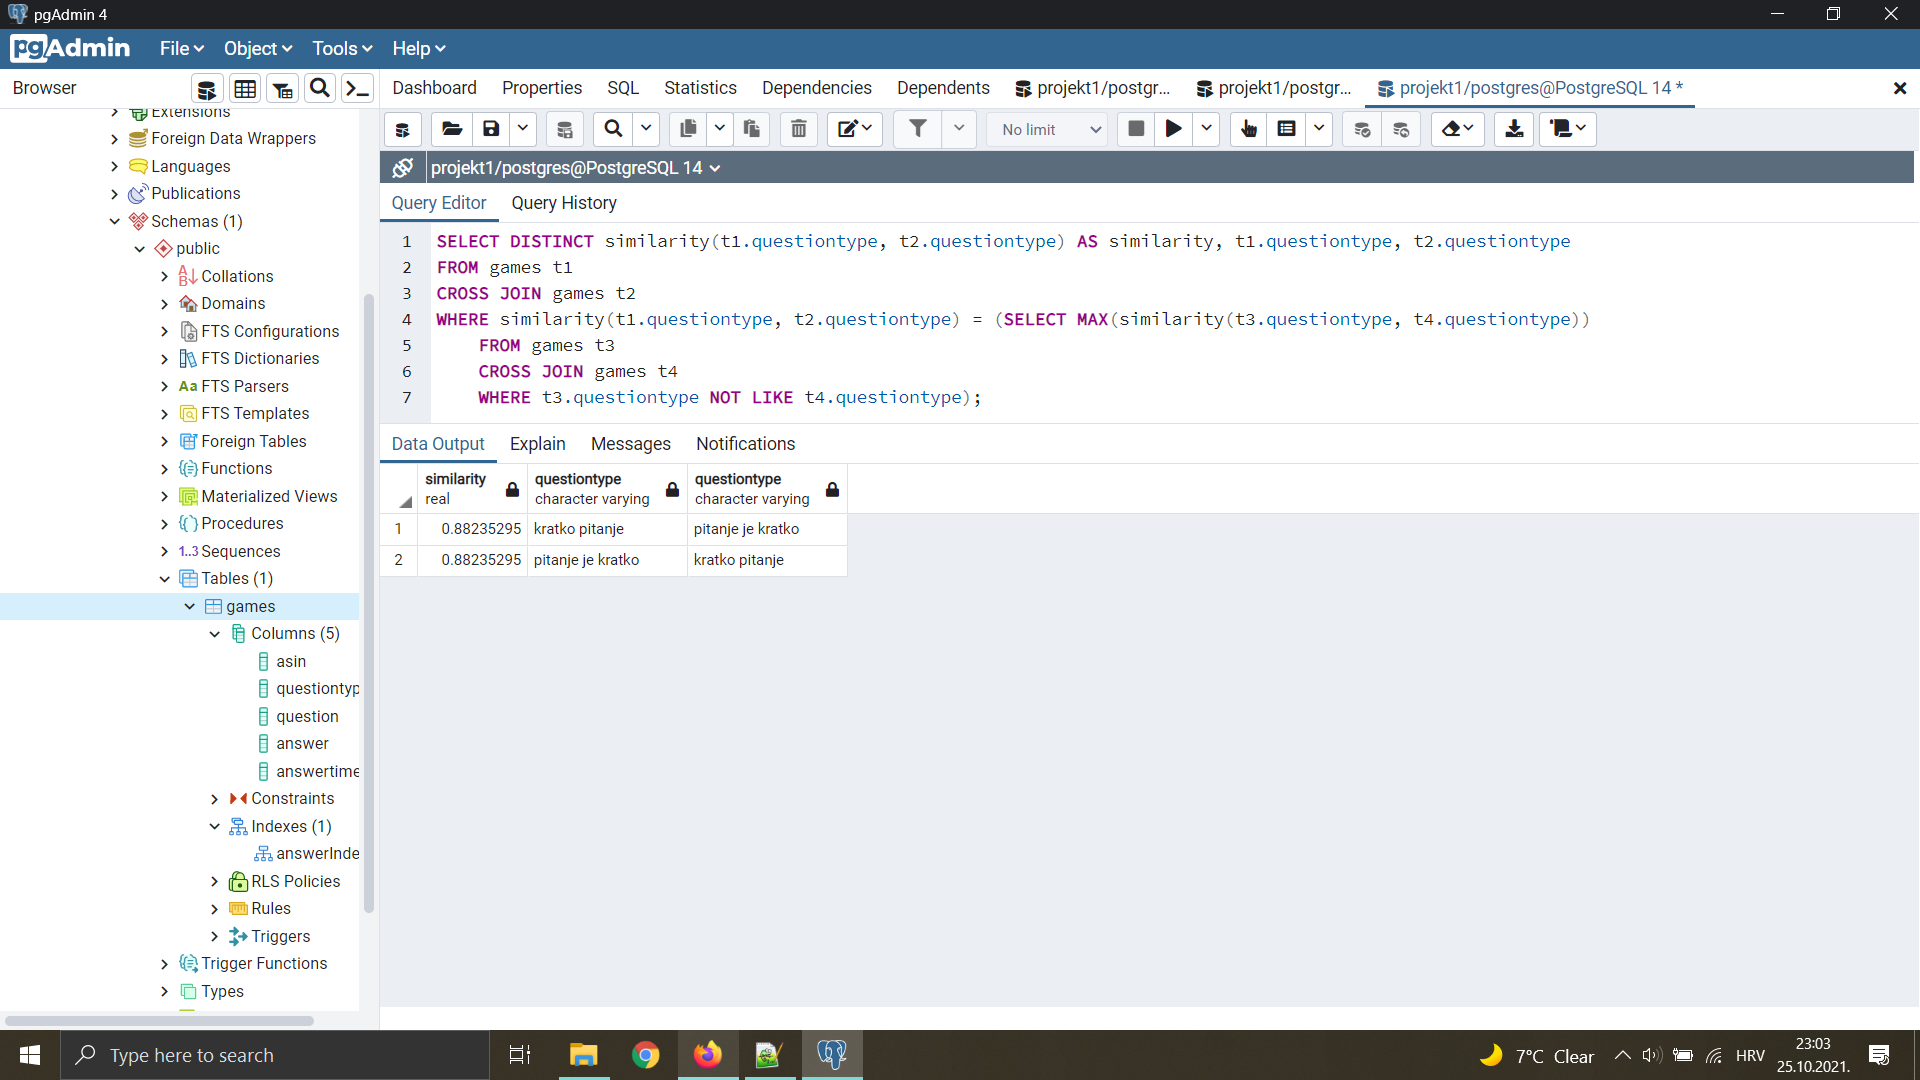 pgAdmin 4
pgAdmin File Object Tools Help
Browser
Dashboard Properties SQL Statistics Dependencies Dependents projekt1/postgr... projekt1/postgr... projekt1/postgres@PostgreSQL 14 *
No limit
projekt1/postgres@PostgreSQL 14
Query Editor Query History
1 SELECT DISTINCT similarity(t1.questiontype, t2.questiontype) AS similarity, t1.questiontype, t2.questiontype
2 FROM games t1
3 CROSS JOIN games t2
4 WHERE similarity(t1.questiontype, t2.questiontype) = (SELECT MAX(similarity(t3.questiontype, t4.questiontype))
5 FROM games t3
6 CROSS JOIN games t4
7 WHERE t3.questiontype NOT LIKE t4.questiontype);
Data Output Explain Messages Notifications
similarity questiontype questiontype
real character varying character varying
1 0.88235295 kratko pitanje pitanje je kratko
2 0.88235295 pitanje je kratko kratko pitanje
Extensions
Foreign Data Wrappers
Languages
Publications
Schemas (1)
public
Collations
Domains
FTS Configurations
FTS Dictionaries
Aa FTS Parsers
FTS Templates
Foreign Tables
Functions
Materialized Views
Procedures
1..3 Sequences
Tables (1)
games
Columns (5)
asin
questiontyp
question
answer
answertime
Constraints
Indexes (1)
answerInde
RLS Policies
Rules
Triggers
Trigger Functions
Types
Type here to search
7°C Clear
HRV
23:03
25.10.2021.